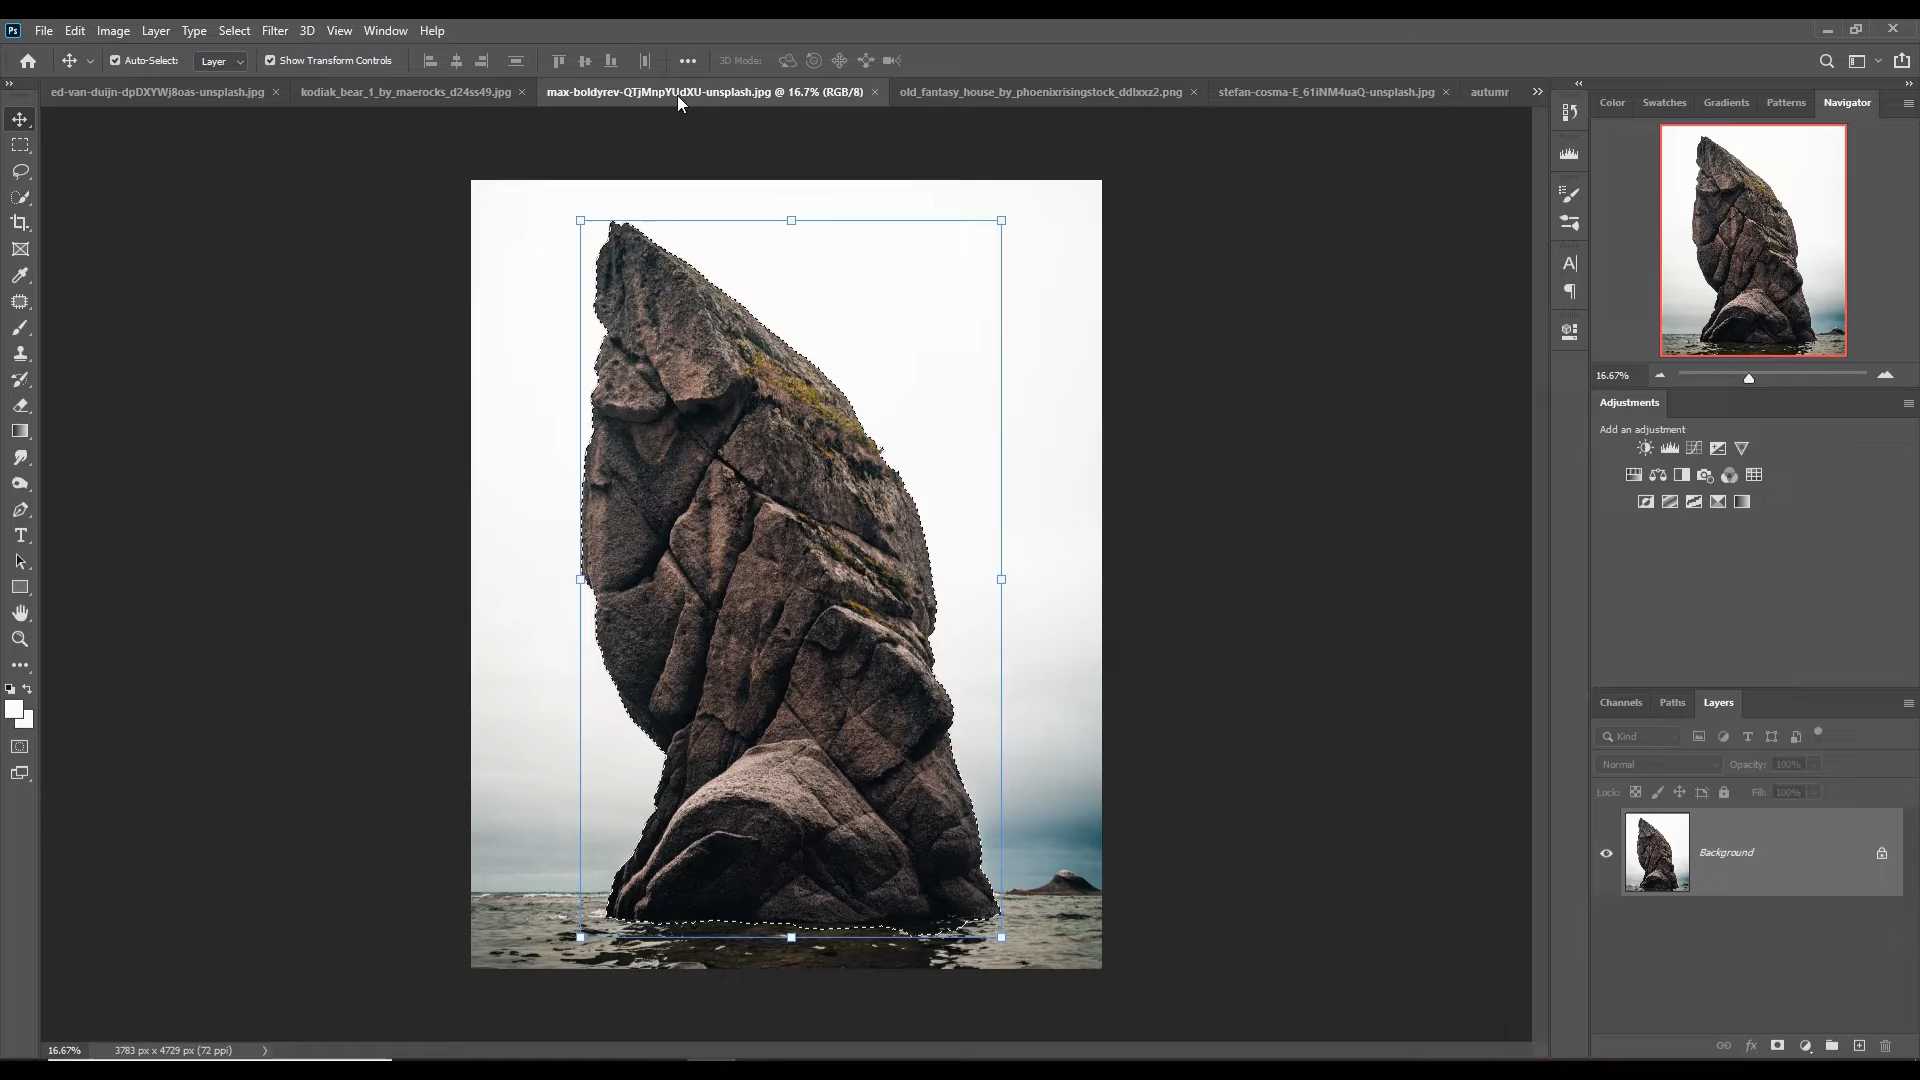 Ps File Edit Image Layer Type Select Filter 3D View Window Help
Auto-Select: Layer Show Transform Controls 3D Mode:
ed-van-duijn-dpDXYWj8oas-unsplash.jpg × kodiak_bear_1_by_maerocks_d24ss49.jpg × max-boldyrev-QTjMnpYUdXU-unsplash.jpg @ 16.7% (RGB/8) × old_fantasy_house_by_phoenixrisingstock_ddlxxz2.png × stefan-cosma-E_61iNM4uaQ-unsplash.jpg × autumr
Color Swatches Gradients Patterns Navigator
16.67%
Adjustments
Add an adjustment
Channels Paths Layers
Kind
Normal Opacity: 100%
Lock: Fill: 100%
Background
16.67% 3783 px x 4729 px (72 ppi)